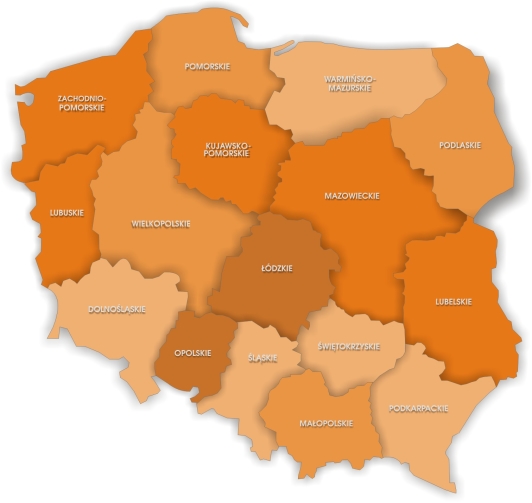 POMORSKIE
WARMIŃSKO-
MAZURSKIE
ZACHODNIO-
POMORSKIE
KUJAWSKO-
POMORSKIE
PODLASKIE
MAZOWIECKIE
LUBUSKIE
WIELKOPOLSKIE
ŁÓDZKIE
LUBELSKIE
DOLNOŚLĄSKIE
OPOLSKIE
ŚLĄSKIE
ŚWIĘTOKRZYSKIE
PODKARPACKIE
MAŁOPOLSKIE